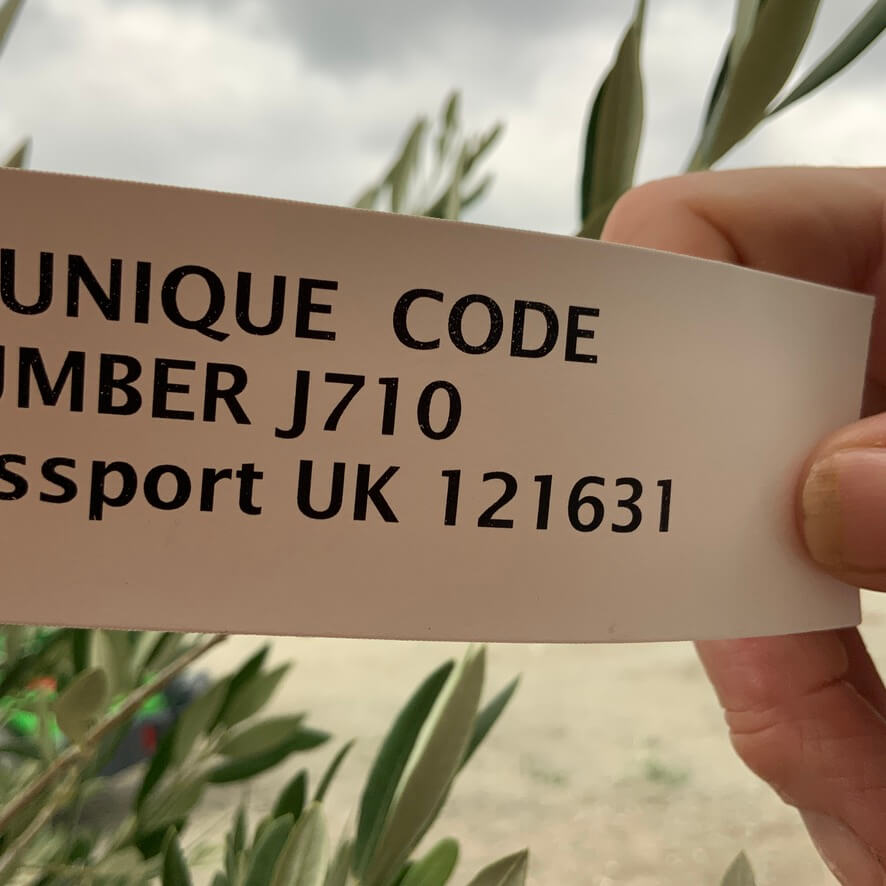 UNIQUE CODE
UMBER J710
ssport UK 121631